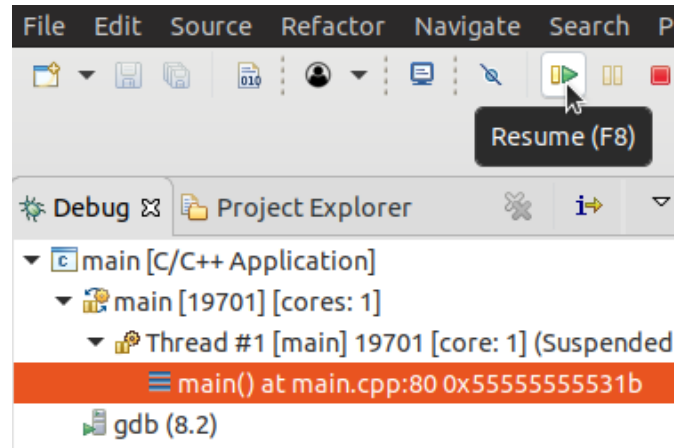 File Edit Source Refactor Navigate Search P
010
Resume (F8)
Debug Project Explorer
main [C/C++ Application]
main [19701] [cores: 1]
Thread #1 [main] 19701 [core: 1] (Suspended
main() at main.cpp:80 0x55555555531b
gdb (8.2)